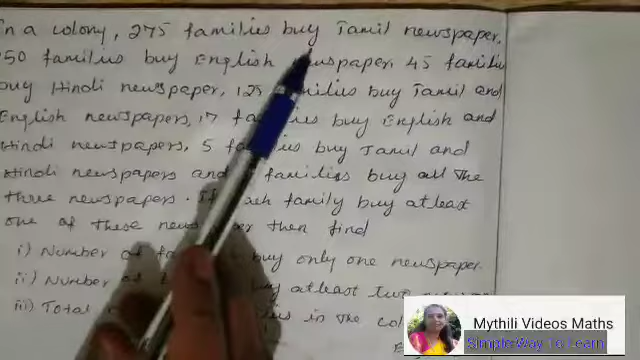 In a colony, 275 families buy Tamil newspaper,
150 families buy English newspaper, 45 families
buy Hindi newspaper, 125 families buy Tamil and
English newspapers, 17 families buy English and
Hindi newspapers, 5 families buy Tamil and
Hindi newspapers and families buy all the
three newspapers. If each family buy atleast
one of these newspaper then find
i) Number of families buy only one newspaper.
ii) Number of buy atleast two
iii) Total in the
Mythili Videos Maths
Simple Way To Learn